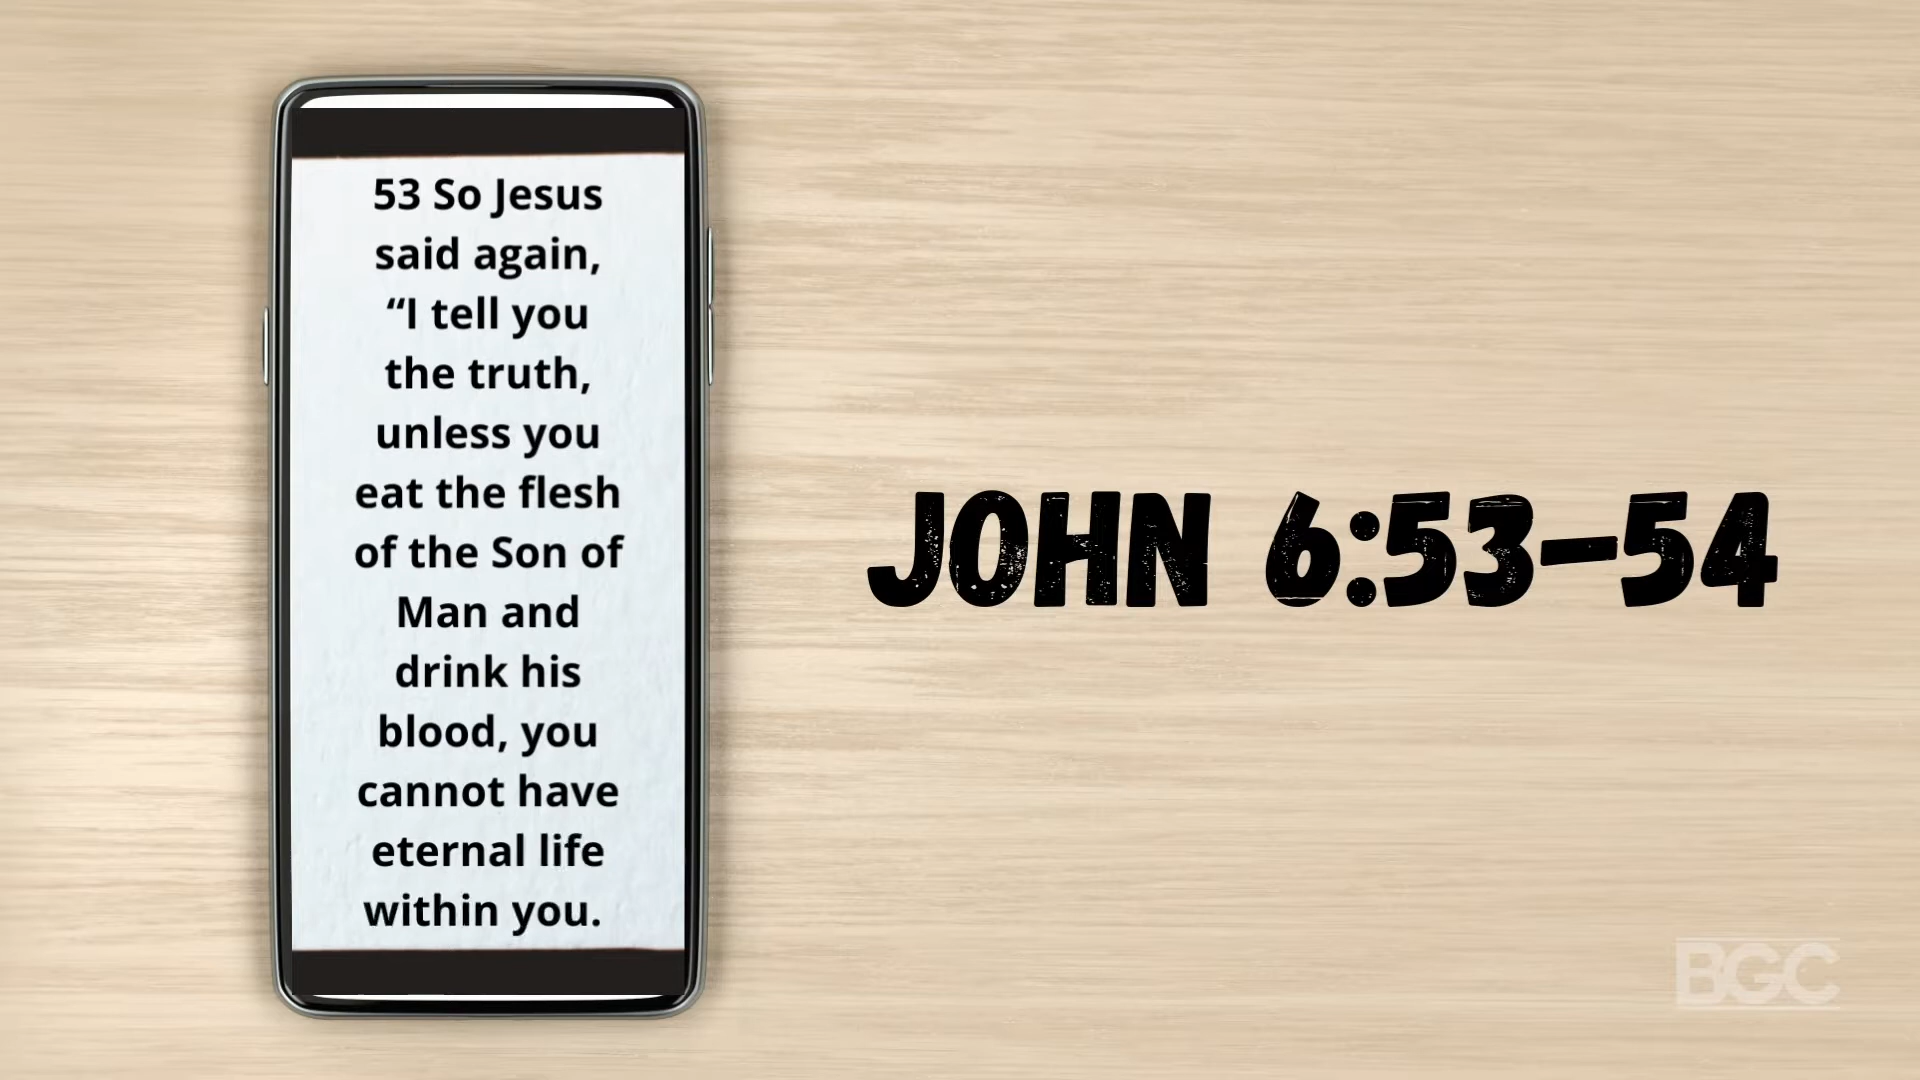 53 So Jesus
said again,
“I tell you
the truth,
unless you
eat the flesh
of the Son of
Man and
drink his
blood, you
cannot have
eternal life
within you.
JOHN 6:53–54
BGC